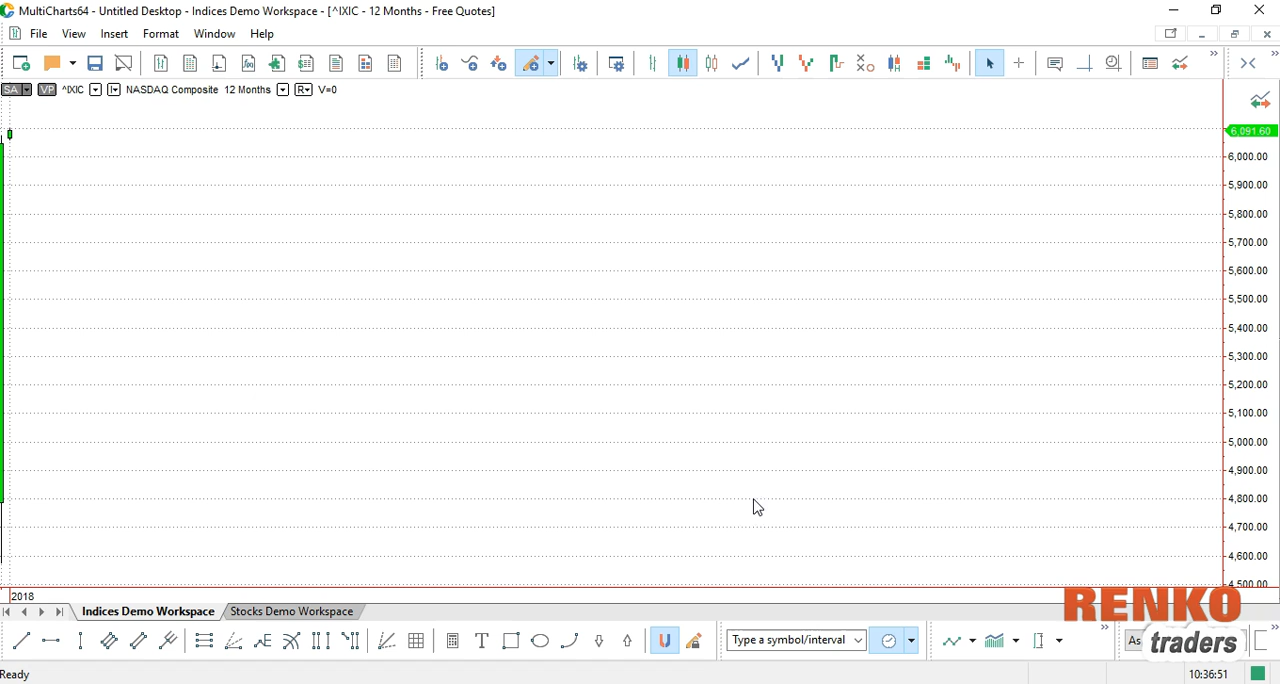 MultiCharts64 - Untitled Desktop - Indices Demo Workspace - [^IXIC - 12 Months - Free Quotes]
File View Insert Format Window Help
SA VP ^IXIC NASDAQ Composite 12 Months R V=0
6,091.60
6,000.00
5,900.00
5,800.00
5,700.00
5,600.00
5,500.00
5,400.00
5,300.00
5,200.00
5,100.00
5,000.00
4,900.00
4,800.00
4,700.00
4,600.00
4,500.00
2018
Indices Demo Workspace Stocks Demo Workspace
RENKO
traders
T Type a symbol/interval As
Ready 10:36:51